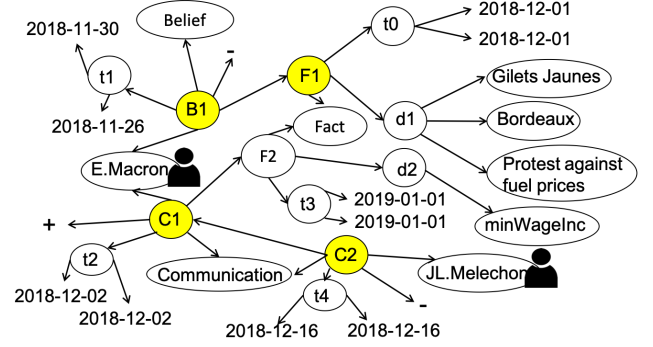 2018-11-30
Belief
-
t0
2018-12-01
2018-12-01
t1
F1
Gilets Jaunes
B1
d1
Bordeaux
2018-11-26
Fact
E.Macron
F2
d2
Protest against
fuel prices
t3
2019-01-01
2019-01-01
minWageInc
+
C1
t2
Communication
C2
JL.Melechon
2018-12-02
2018-12-02
t4
-
2018-12-16
2018-12-16